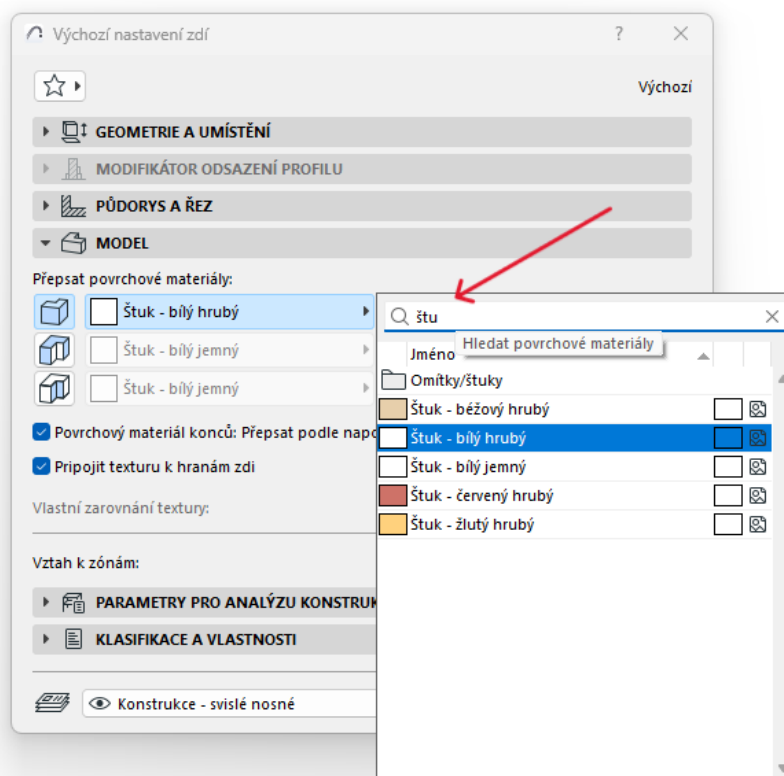 Výchozí nastavení zdí
?
Výchozí
GEOMETRIE A UMÍSTĚNÍ
MODIFIKÁTOR ODSAZENÍ PROFILU
PŮDORYS A ŘEZ
MODEL
Přepsat povrchové materiály:
Štuk - bílý hrubý
Štuk - bílý jemný
Štuk - bílý jemný
Povrchový materiál konců: Přepsat podle
Připojit texturu k hranám zdi
Vlastní zarovnání textury:
Vztah k zónám:
PARAMETRY PRO ANALÝZU
KLASIFIKACE A VLASTNOSTI
Konstrukce - svislé nosné
štu
Hledat povrchové materiály
Jméno
Omítky/štuky
Štuk - béžový hrubý
Štuk - bílý hrubý
Štuk - bílý jemný
Štuk - červený hrubý
Štuk - žlutý hrubý